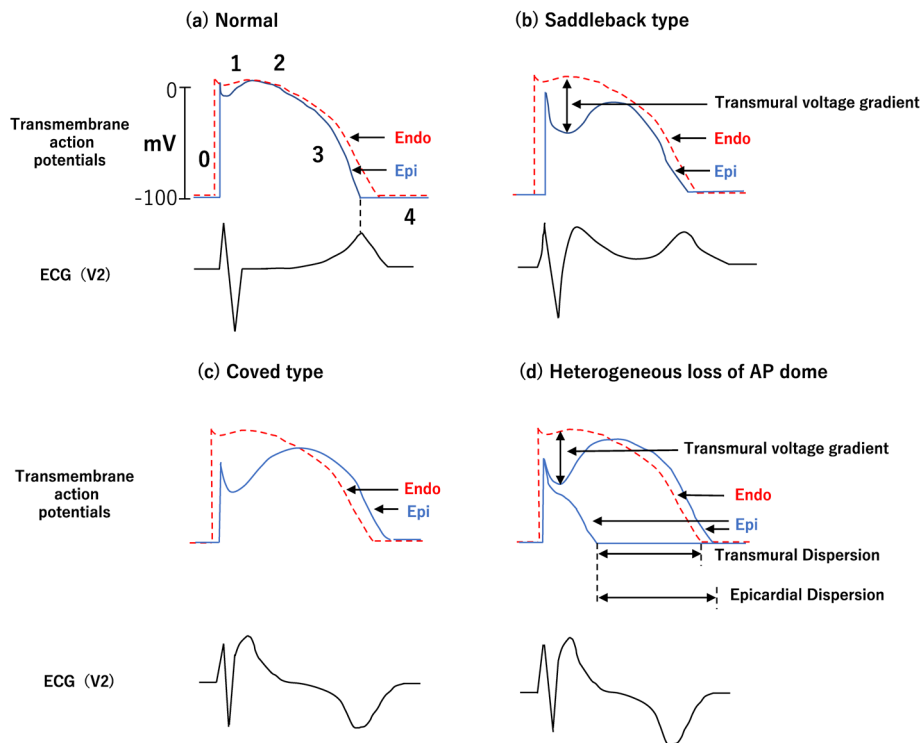 (a) Normal
1
2
0
Transmembrane
action
potentials
mV
0
3
Endo
Epi
-100
4
ECG（V2）
(b) Saddleback type
Transmural voltage gradient
Endo
Epi
(c) Coved type
Transmembrane
action
potentials
Endo
Epi
ECG（V2）
(d) Heterogeneous loss of AP dome
Transmural voltage gradient
Endo
Epi
Transmural Dispersion
Epicardial Dispersion